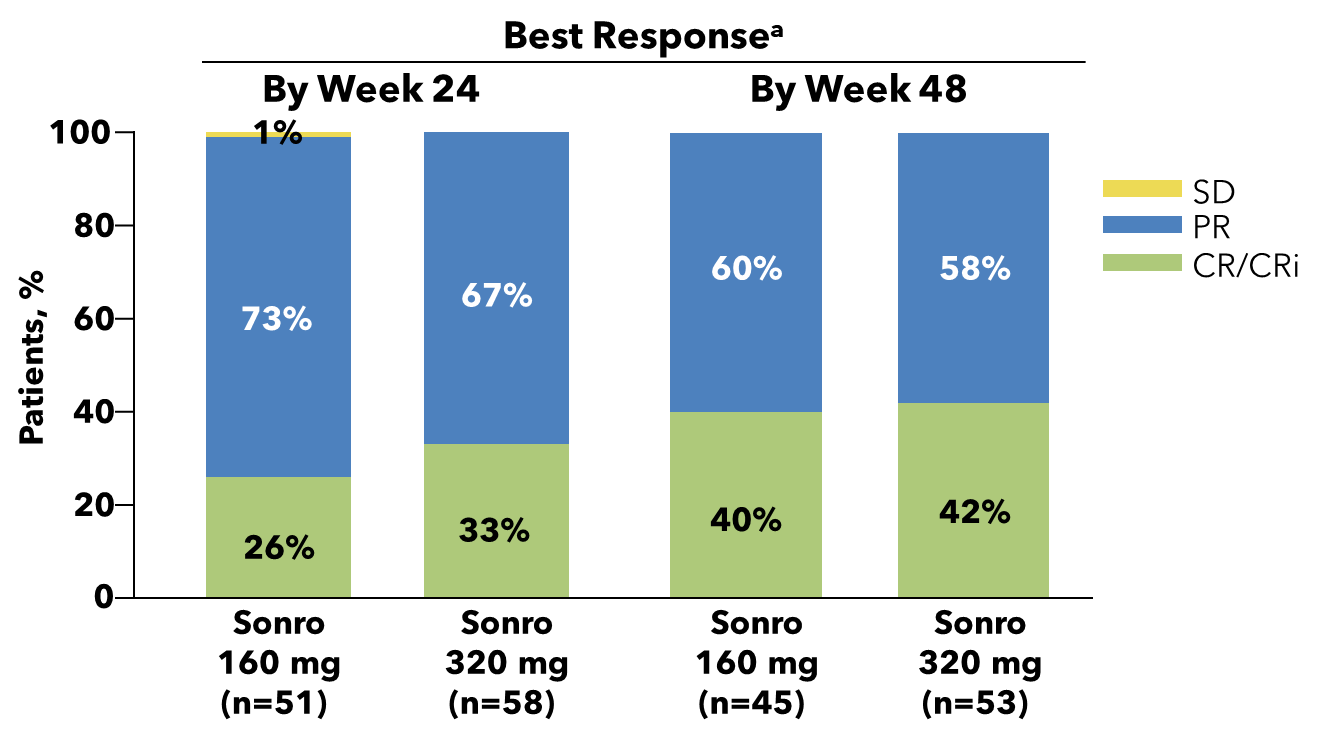 Best Responseᵃ
By Week 24 By Week 48
100
80
60
40
20
0
Patients, %
1%
73%
26%
67%
33%
60%
40%
58%
42%
SD
PR
CR/CRi
Sonro
160 mg
(n=51)
Sonro
320 mg
(n=58)
Sonro
160 mg
(n=45)
Sonro
320 mg
(n=53)